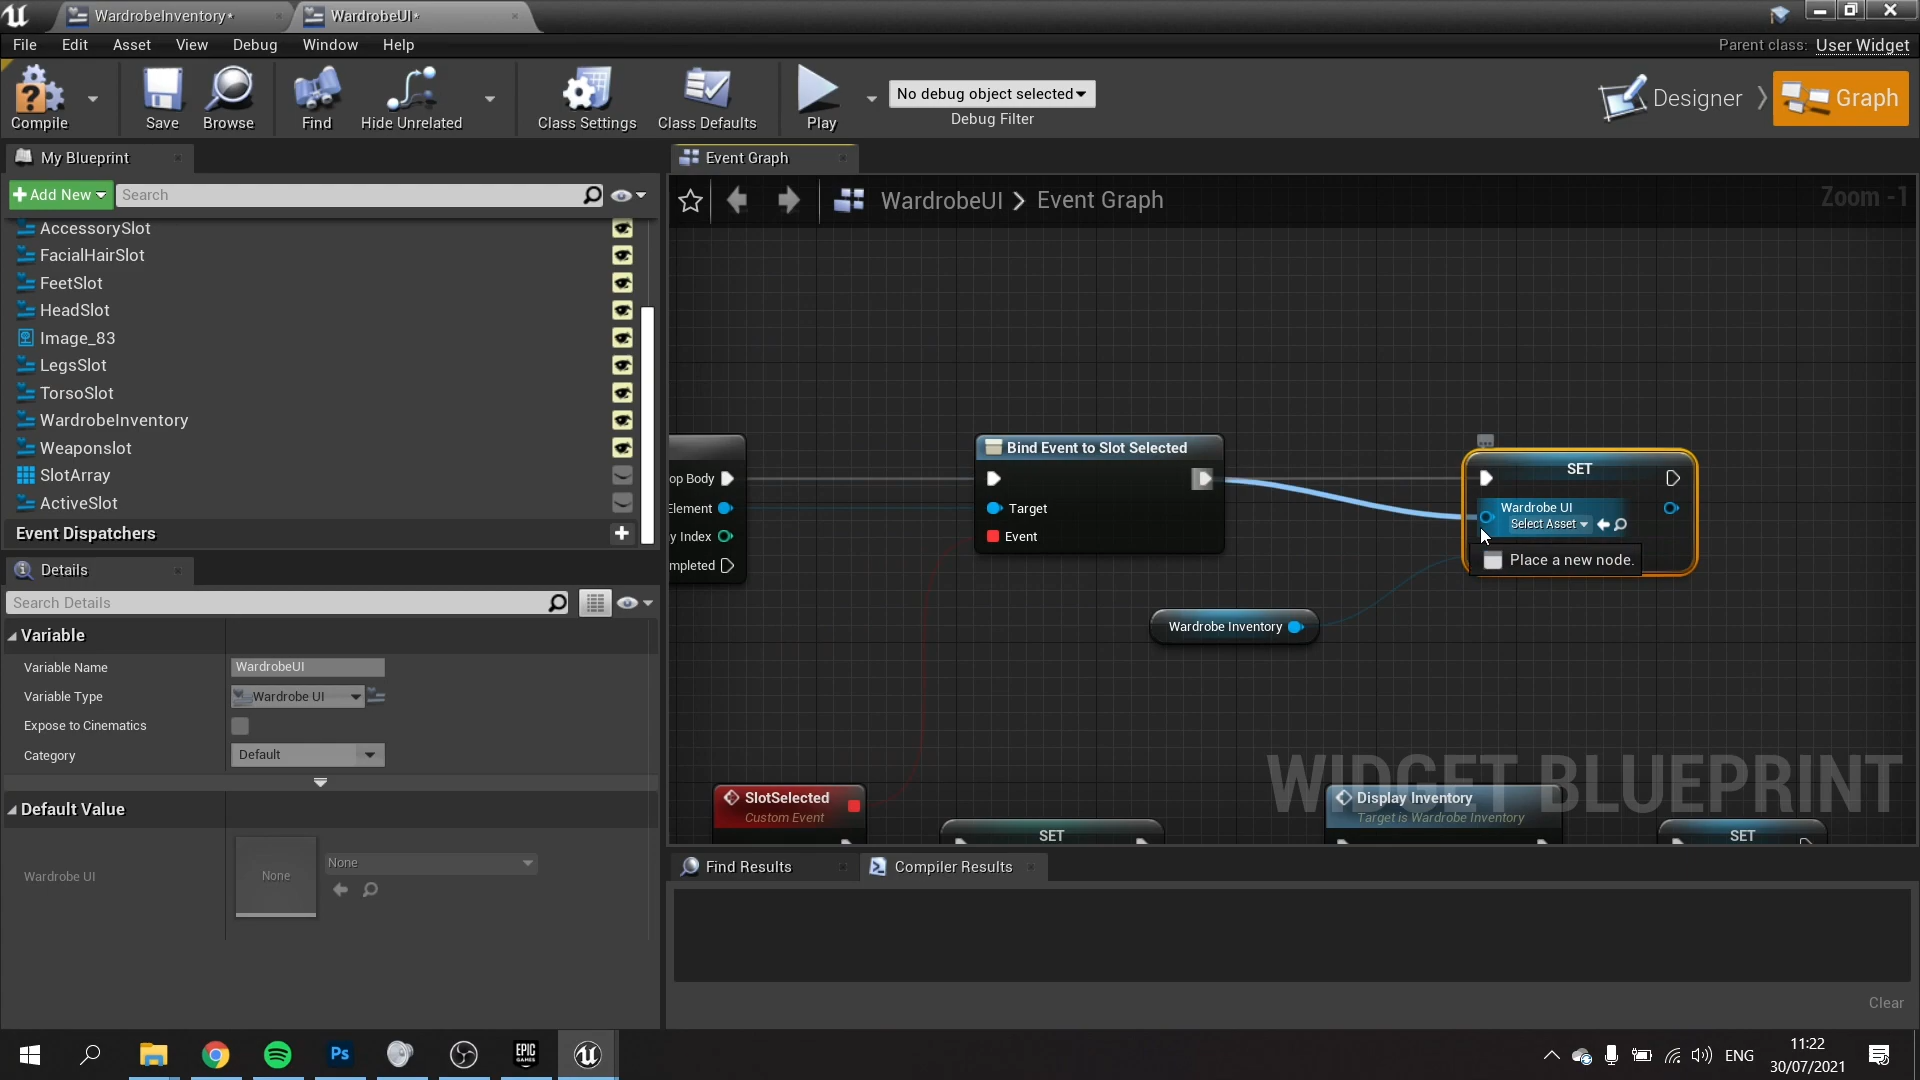 WardrobeInventory*
WardrobeUI*
File Edit Asset View Debug Window Help
Parent class: User Widget
Compile
Save
Browse
Find
Hide Unrelated
Class Settings
Class Defaults
Play
No debug object selected
Debug Filter
Designer
Graph
My Blueprint
Add New
Search
AccessorySlot
FacialHairSlot
FeetSlot
HeadSlot
Image_83
LegsSlot
TorsoSlot
WardrobeInventory
Weaponslot
SlotArray
ActiveSlot
Event Dispatchers
Details
Search Details
Variable
Variable Name WardrobeUI
Variable Type Wardrobe UI
Expose to Cinematics
Category Default
Default Value
Wardrobe UI
None
None
Event Graph
WardrobeUI > Event Graph
Zoom -1
op Body
Element
y Index
mpleted
Bind Event to Slot Selected
Target
Event
SET
Wardrobe UI
Select Asset
Place a new node.
Wardrobe Inventory
WIDGET BLUEPRINT
SlotSelected
Custom Event
SET
Display Inventory
Target is Wardrobe Inventory
SET
Find Results
Compiler Results
Clear
Ps
EPIC
GAMES
ENG
11:22
30/07/2021